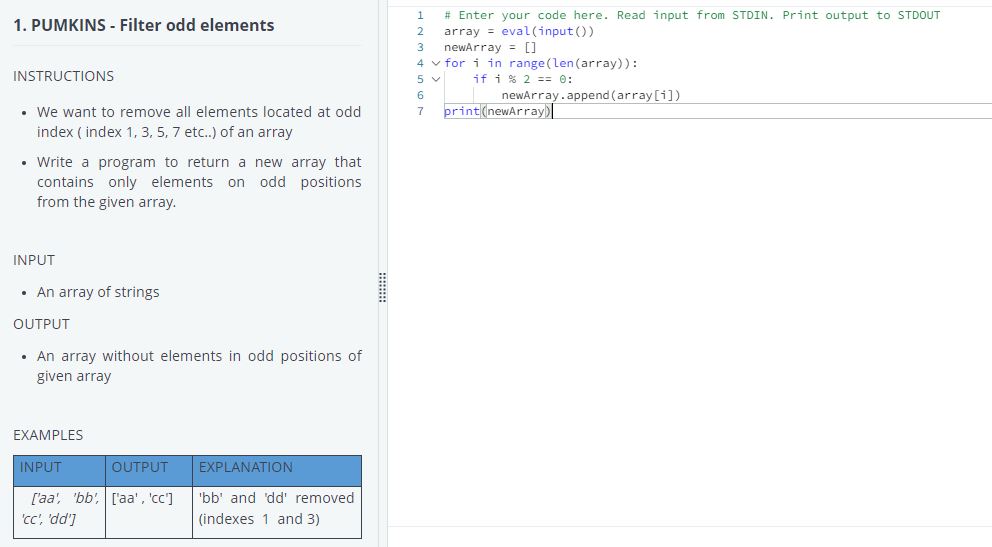 1. PUMKINS - Filter odd elements
INSTRUCTIONS
• We want to remove all elements located at odd
index ( index 1, 3, 5, 7 etc..) of an array
• Write a program to return a new array that
contains only elements on odd positions
from the given array.
INPUT
• An array of strings
OUTPUT
• An array without elements in odd positions of
given array
EXAMPLES
INPUT OUTPUT EXPLANATION
['aa', 'bb', ['aa' , 'cc'] 'bb' and 'dd' removed
'cc', 'dd'] (indexes 1 and 3)
1 # Enter your code here. Read input from STDIN. Print output to STDOUT
2 array = eval(input())
3 newArray = []
4 for i in range(len(array)):
5     if i % 2 == 0:
6         newArray.append(array[i])
7 print(newArray)